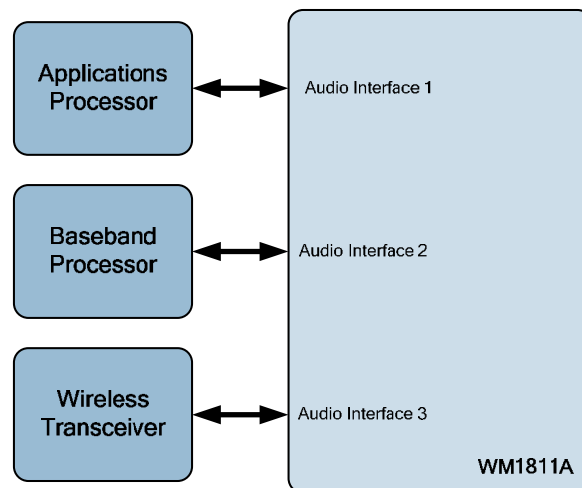 Applications
Processor
Audio Interface 1
Baseband
Processor
Audio Interface 2
Wireless
Transceiver
Audio Interface 3
WM1811A